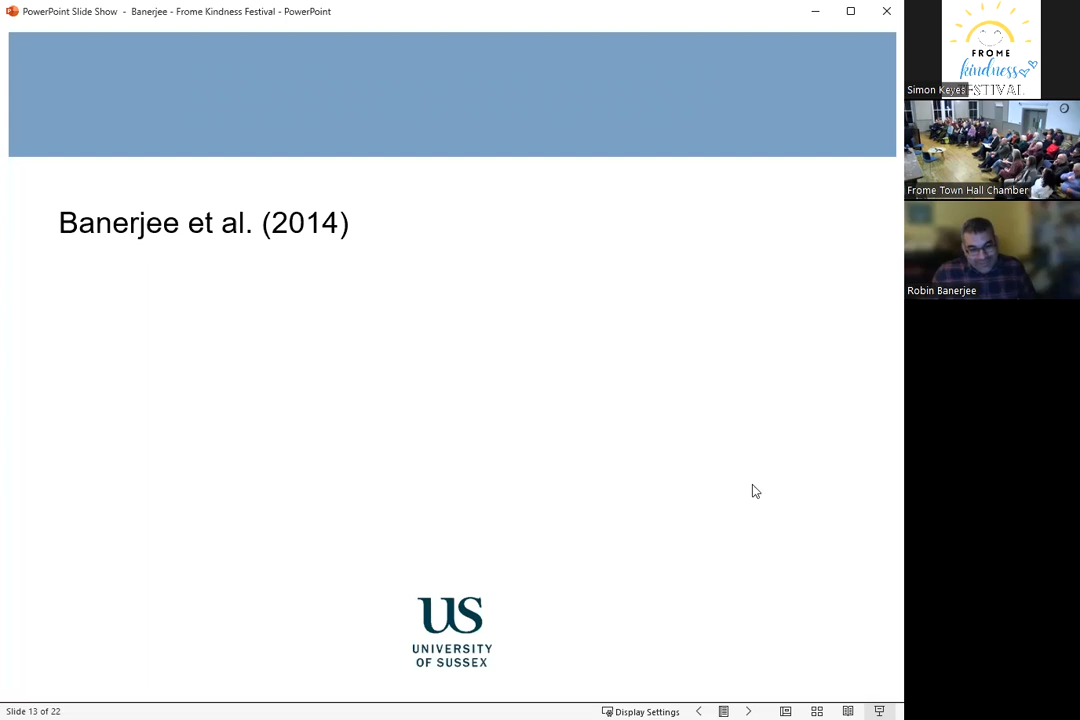 PowerPoint Slide Show - Banerjee - Frome Kindness Festival - PowerPoint
Banerjee et al. (2014)
US
UNIVERSITY
OF SUSSEX
Slide 13 of 22
Display Settings
FROME
kindness
FESTIVAL
Simon Keyes
Frome Town Hall Chamber
Robin Banerjee